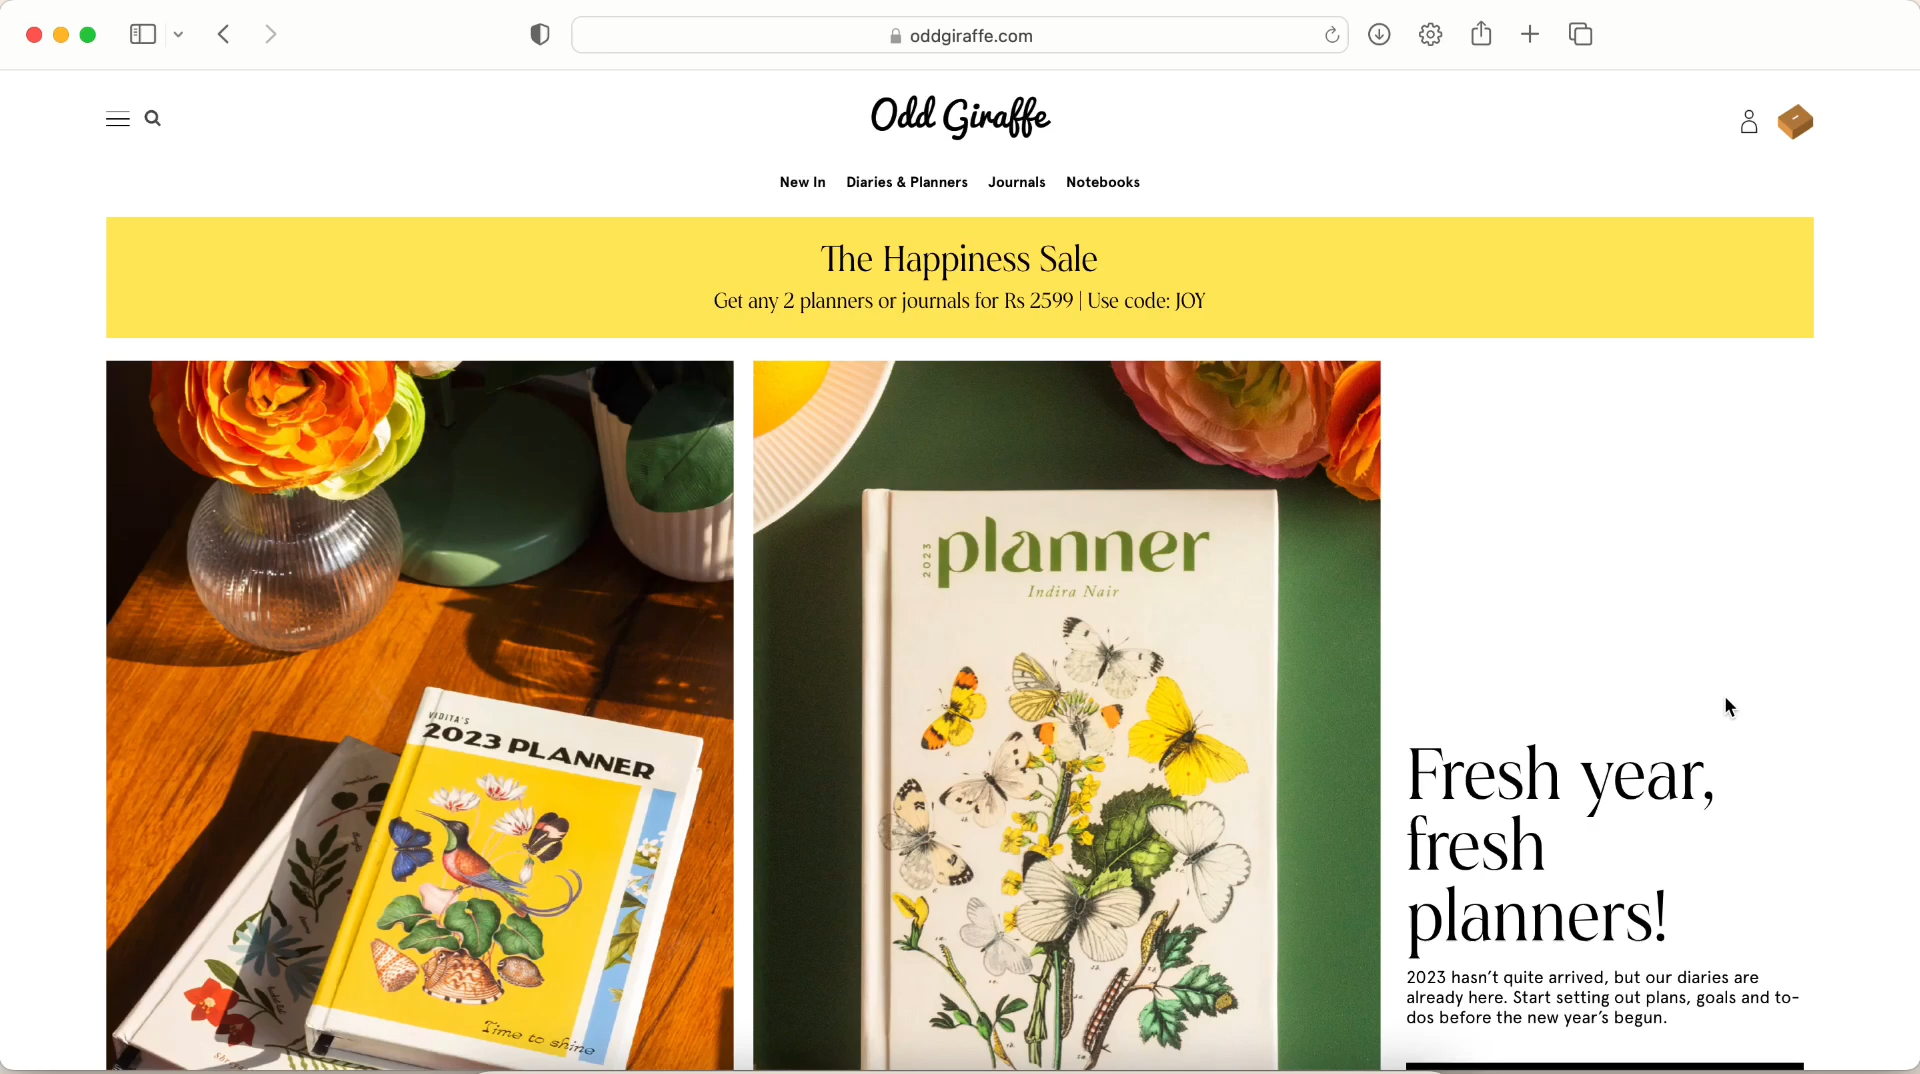 oddgiraffe.com
Odd Giraffe
New In Diaries & Planners Journals Notebooks
The Happiness Sale
Get any 2 planners or journals for Rs 2599 | Use code: JOY
VIDITA'S
2023 PLANNER
Time to shine
2023
planner
Indira Nair
Fresh year,
fresh
planners!
2023 hasn't quite arrived, but our diaries are
already here. Start setting out plans, goals and to-
dos before the new year's begun.